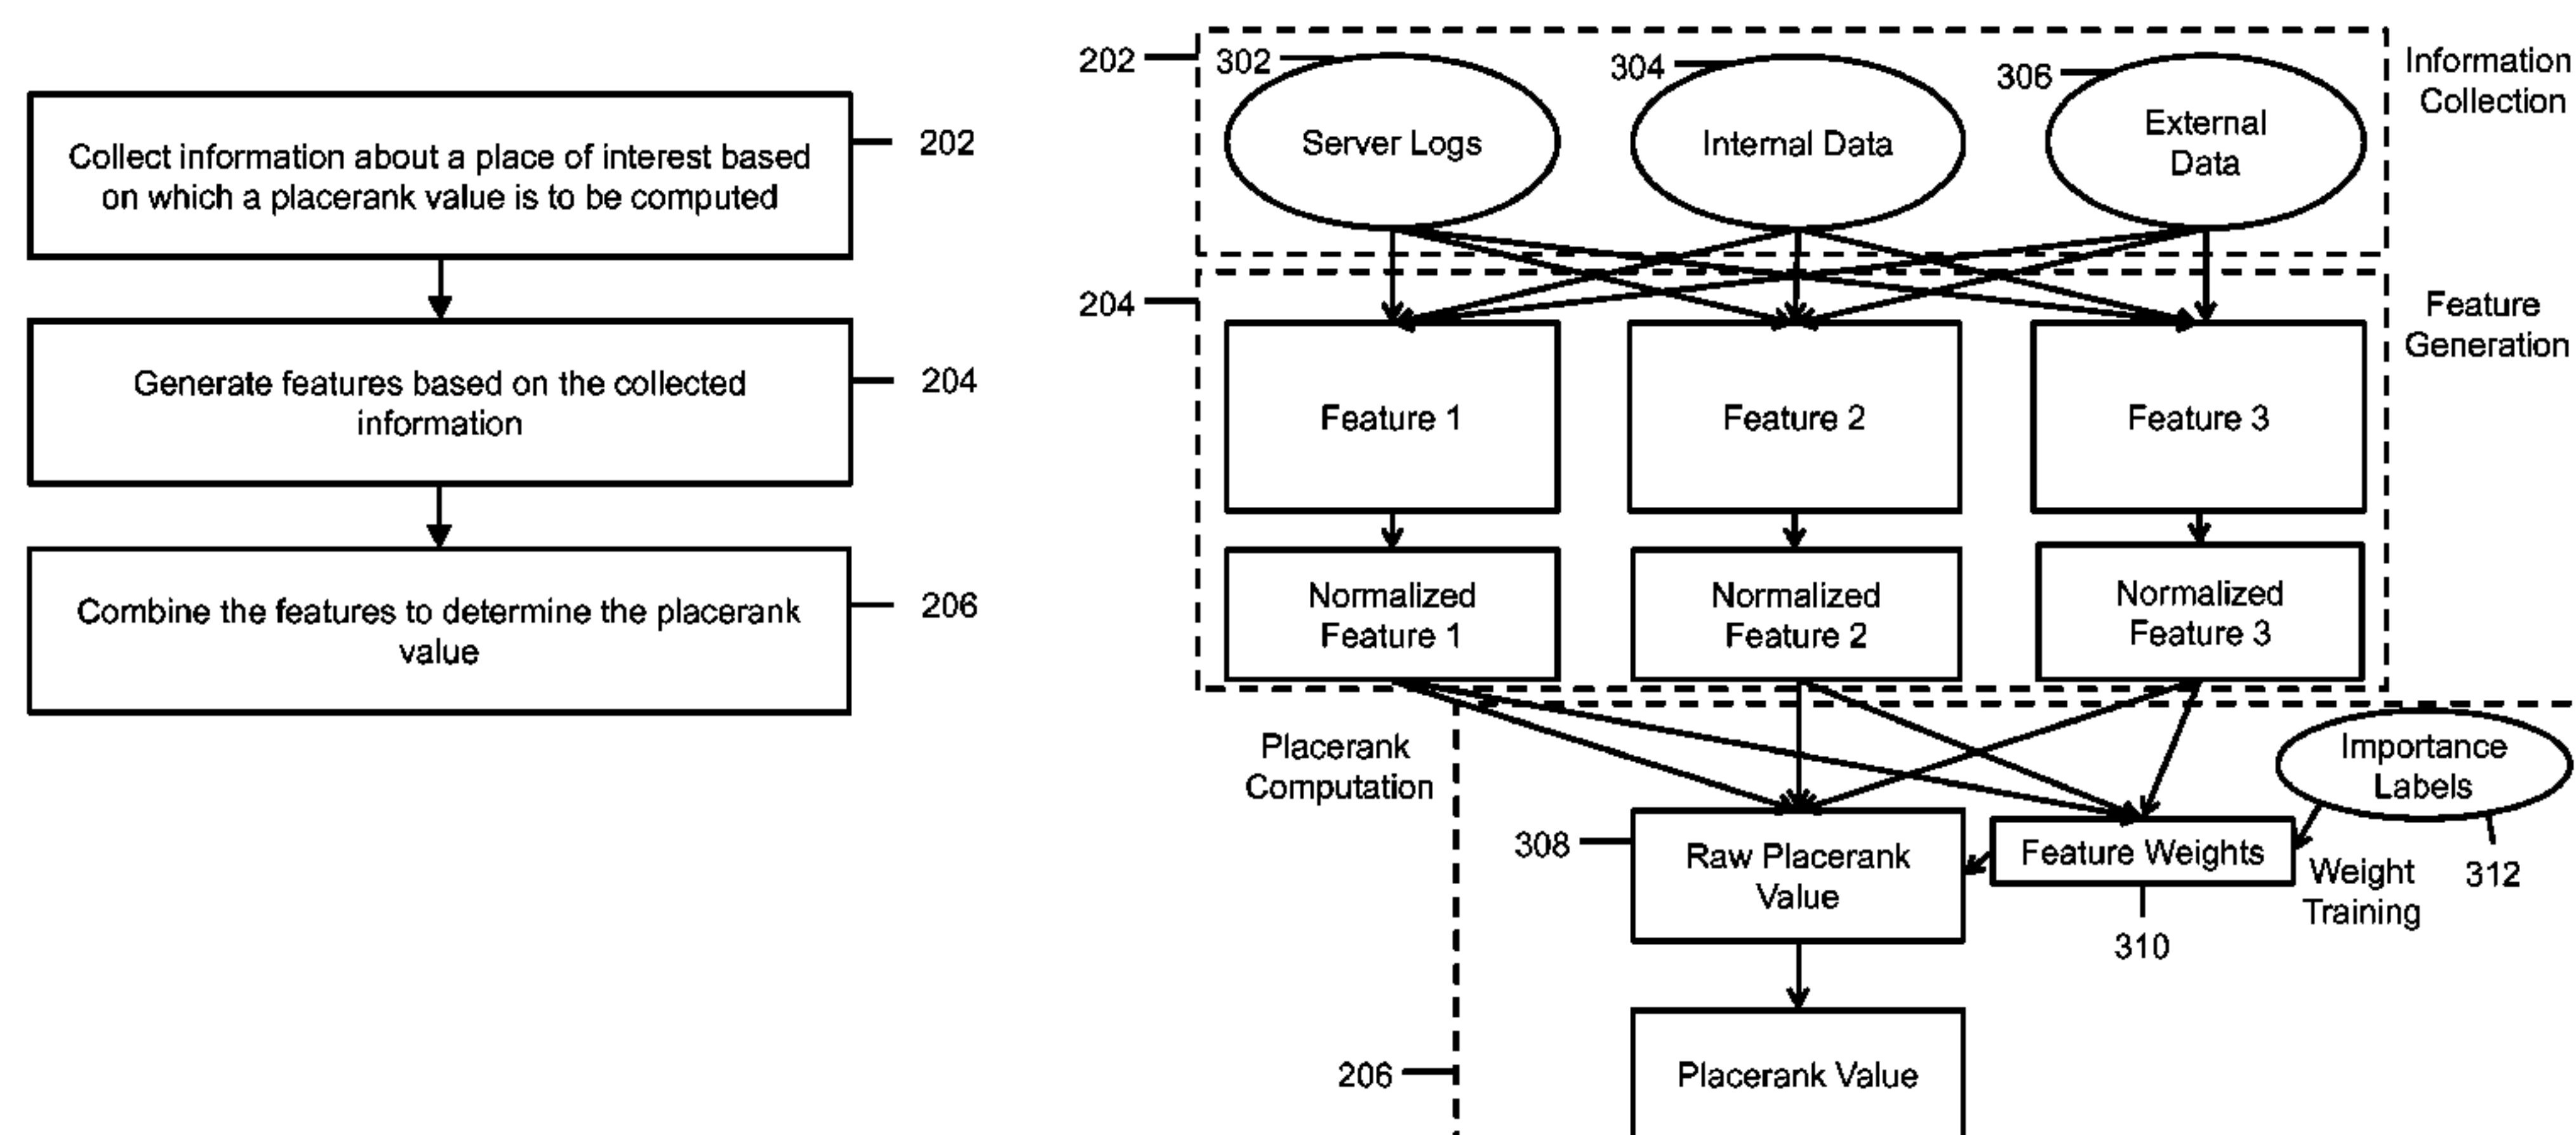 Collect information about a place of interest based
on which a placerank value is to be computed
202
Generate features based on the collected
information
204
Combine the features to determine the placerank
value
206
202
302
304
306
Information
Collection
Server Logs
Internal Data
External
Data
204
Feature
Generation
Feature 1
Feature 2
Feature 3
Normalized
Feature 1
Normalized
Feature 2
Normalized
Feature 3
Placerank
Computation
Importance
Labels
308
Raw Placerank
Value
Feature Weights
Weight
Training
312
310
206
Placerank Value